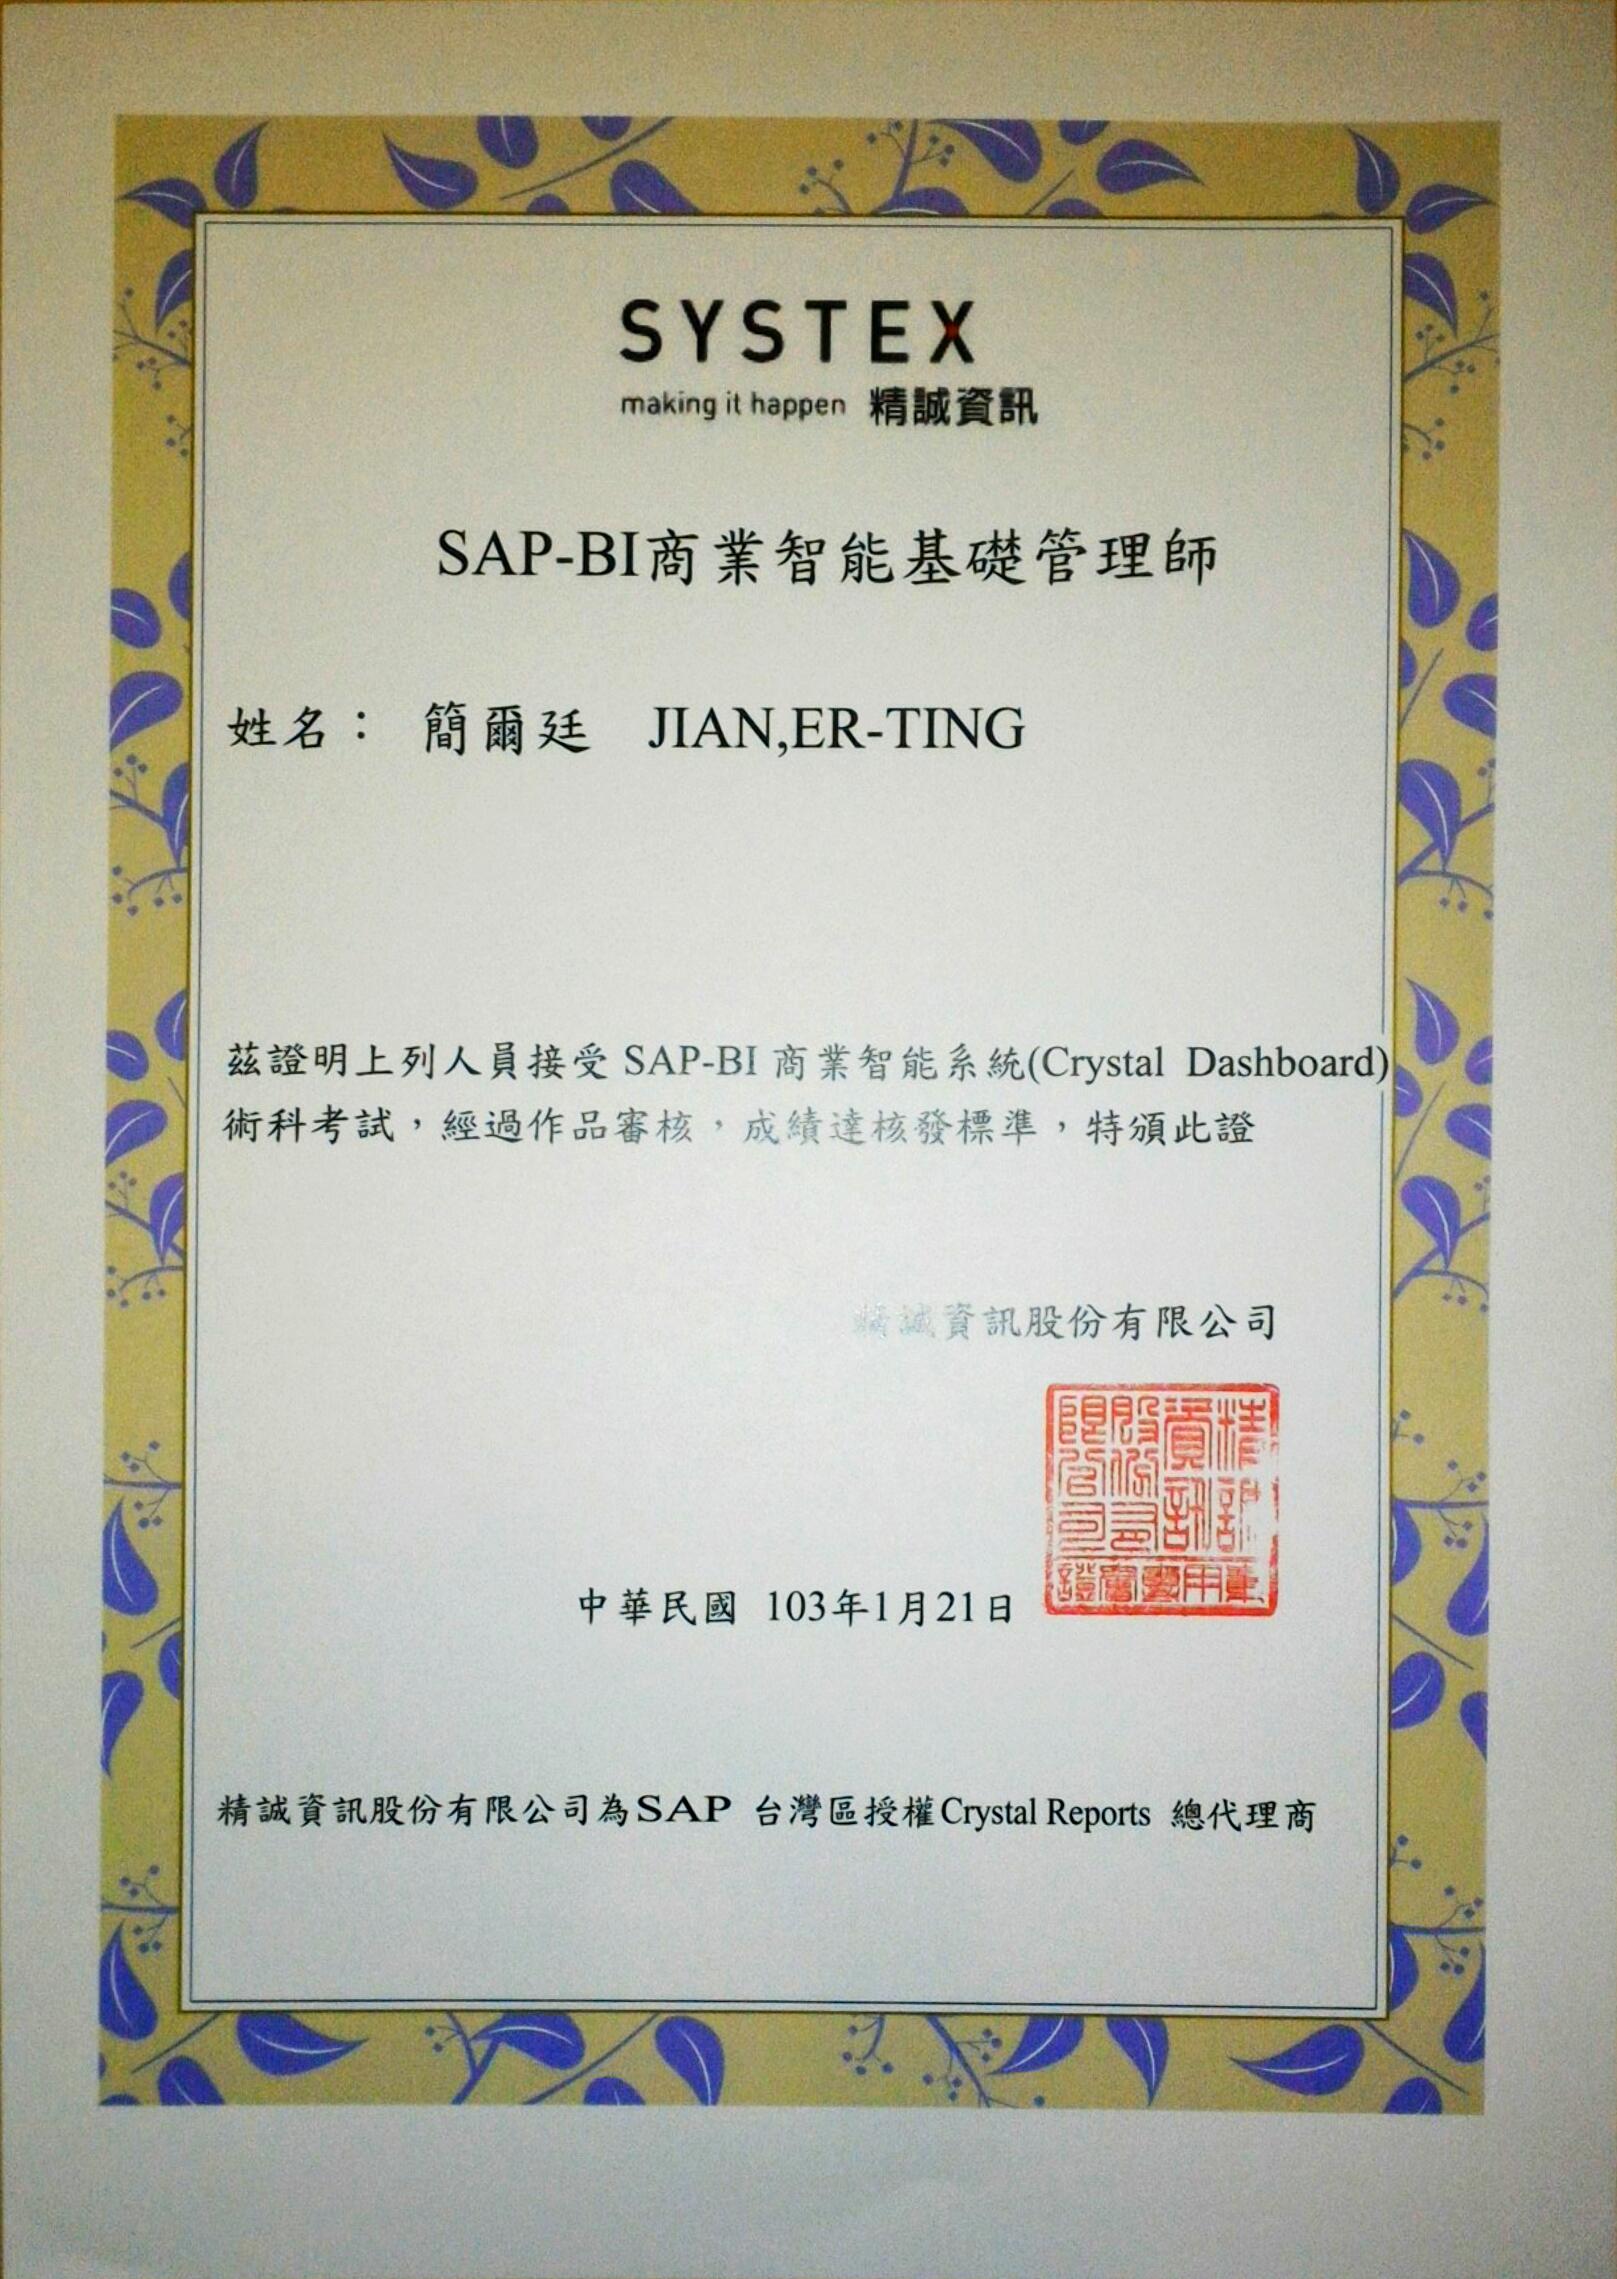 SYSTEX
making it happen 精誠資訊
SAP-BI商業智能基礎管理師
姓名： 簡爾廷 JIAN,ER-TING
茲證明上列人員接受 SAP-BI 商業智能系統(Crystal Dashboard)
術科考試，經過作品審核，成績達核發標準，特頒此證
精誠資訊股份有限公司
精誠資訊股份有限公司
證書專用章
中華民國 103年1月21日
精誠資訊股份有限公司為SAP 台灣區授權Crystal Reports 總代理商